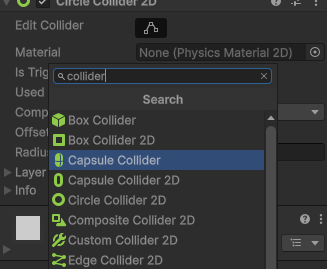 Circle Collider 2D
Edit Collider
Material
None (Physics Material 2D)
Is Trig
collider
Used
Search
Comp
Box Collider
Offset
Box Collider 2D
Radiu
Capsule Collider
Layer
Capsule Collider 2D
Info
Circle Collider 2D
Composite Collider 2D
Custom Collider 2D
Edge Collider 2D